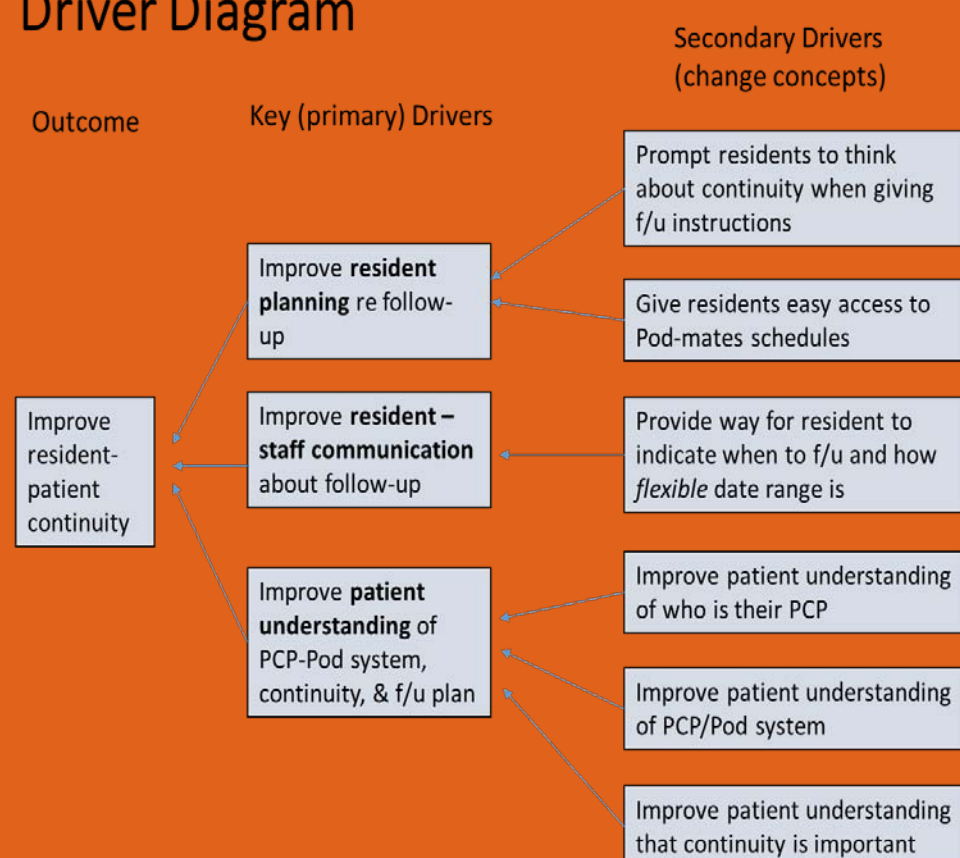 Driver Diagram
Outcome
Key (primary) Drivers
Secondary Drivers
(change concepts)
Improve
resident-
patient
continuity
Improve resident
planning re follow-
up
Improve resident –
staff communication
about follow-up
Improve patient
understanding of
PCP-Pod system,
continuity, & f/u plan
Prompt residents to think
about continuity when giving
f/u instructions
Give residents easy access to
Pod-mates schedules
Provide way for resident to
indicate when to f/u and how
flexible date range is
Improve patient understanding
of who is their PCP
Improve patient understanding
of PCP/Pod system
Improve patient understanding
that continuity is important